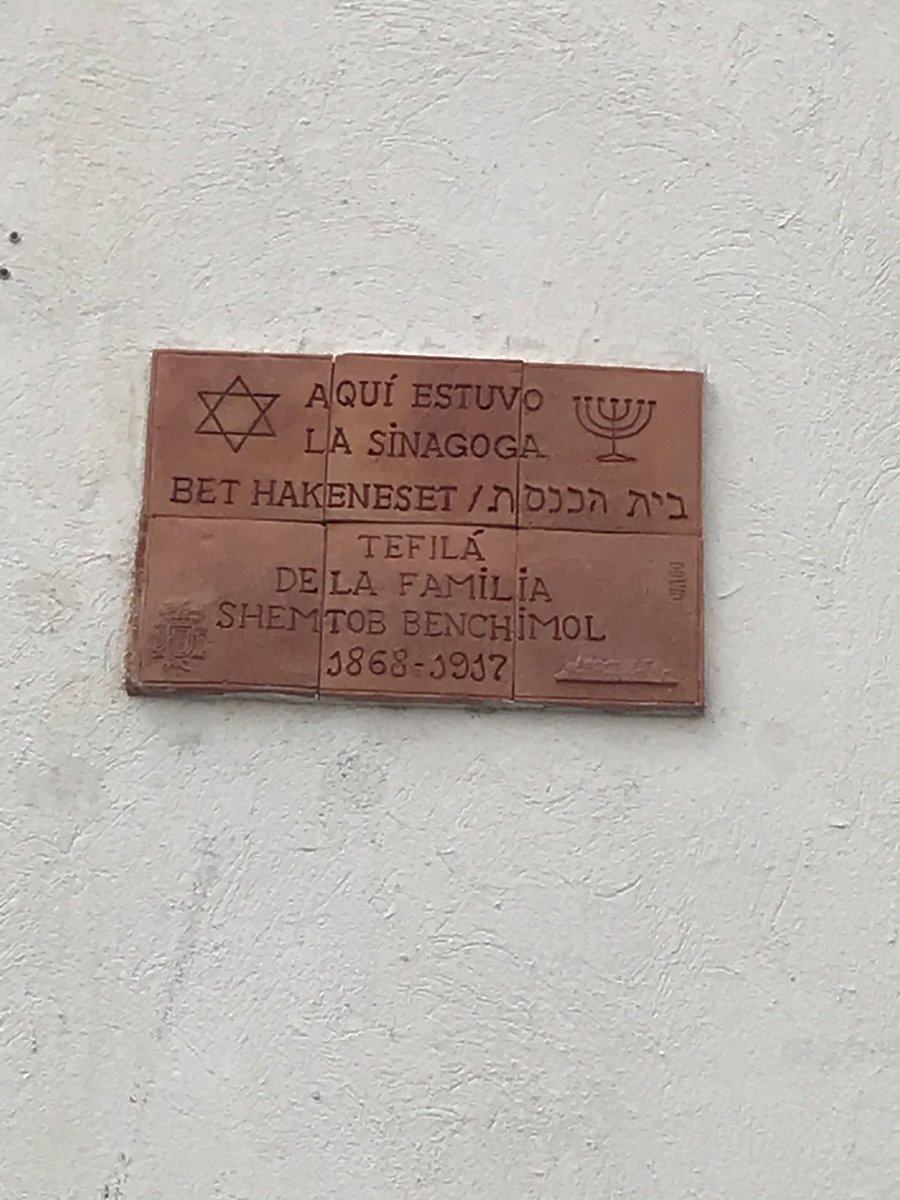 AQUÍ ESTUVO
LA SINAGOGA
BET HAKENESET / בית הכנסת
TEFILÁ
DE LA FAMILIA
SHEMTOB BENCHIMOL
1868-1917